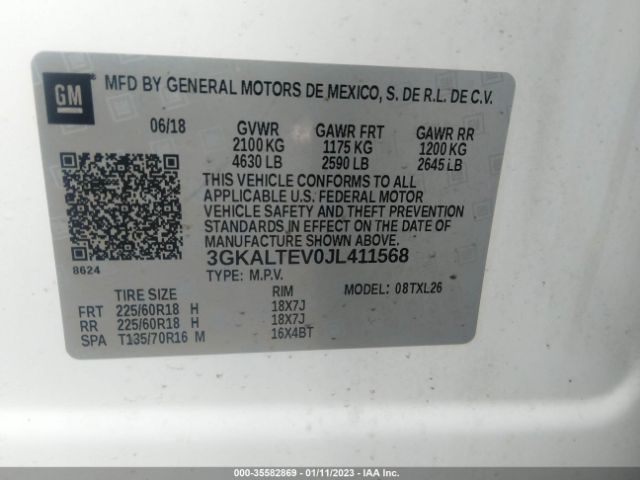 GM
MFD BY GENERAL MOTORS DE MEXICO, S. DE R.L. DE C.V.
06/18 GVWR GAWR FRT GAWR RR
2100 KG 1175 KG 1200 KG
4630 LB 2590 LB 2645 LB
THIS VEHICLE CONFORMS TO ALL
APPLICABLE U.S. FEDERAL MOTOR
VEHICLE SAFETY AND THEFT PREVENTION
STANDARDS IN EFFECT ON THE DATE OF
MANUFACTURE SHOWN ABOVE.
3GKALTEV0JL411568
8624
TYPE: M.P.V.
MODEL: 08TXL26
TIRE SIZE RIM
FRT 225/60R18 H 18X7J
RR 225/60R18 H 18X7J
SPA T135/70R16 M 16X4BT
000-35582869 - 01/11/2023 - IAA Inc.